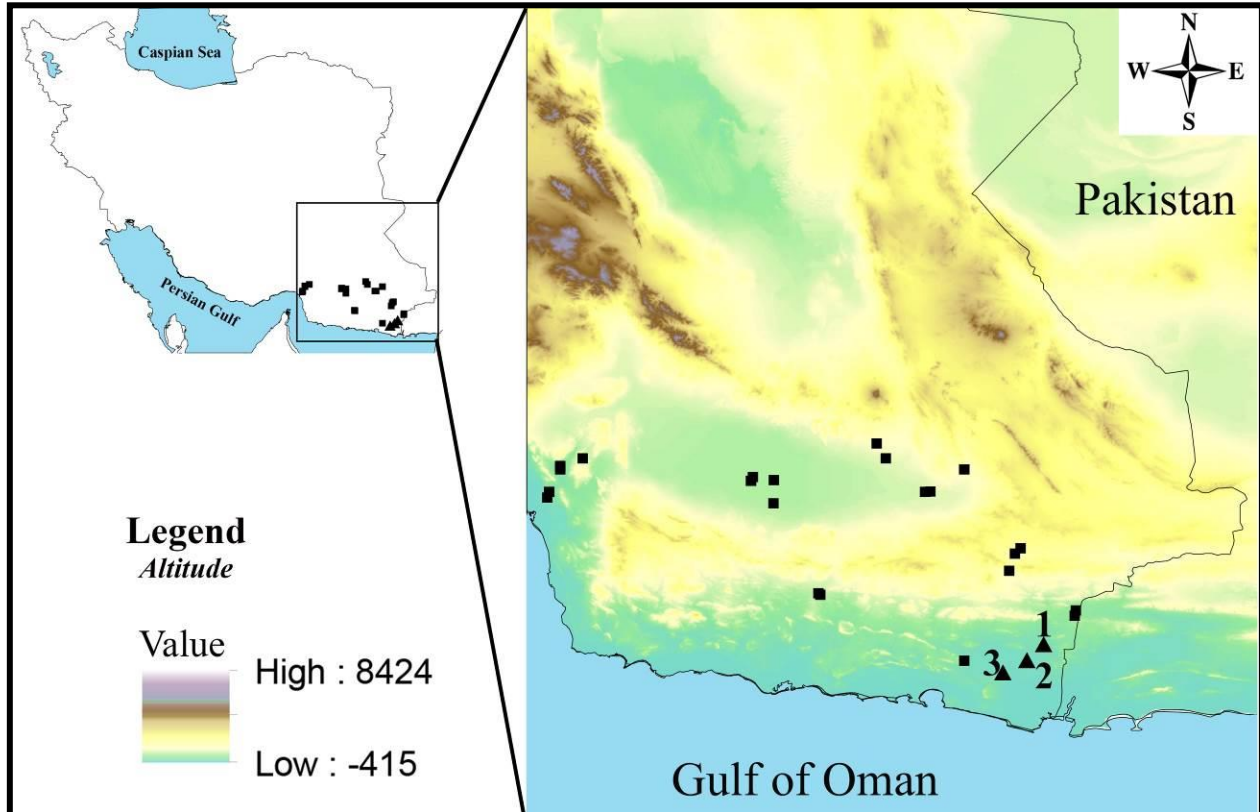 Caspian Sea
Persian Gulf
Legend
Altitude
Value
High : 8424
Low : -415
N
W E
S
Pakistan
1
2
3
Gulf of Oman